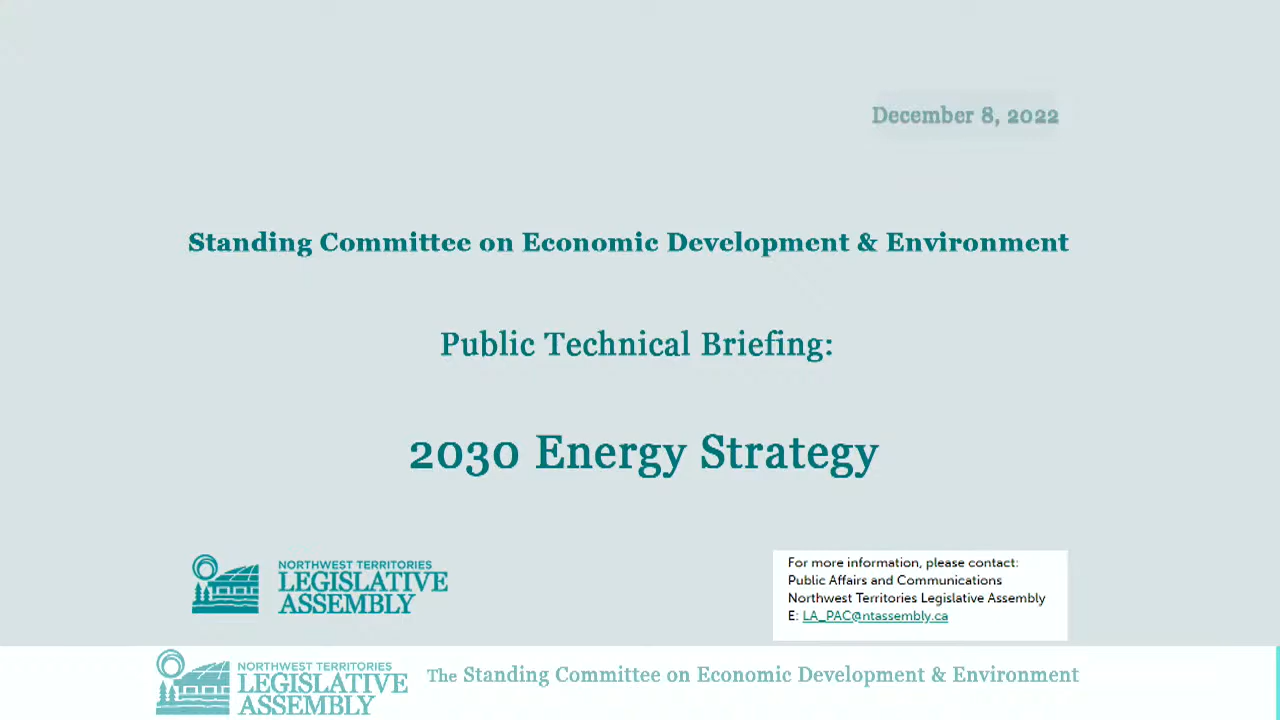 December 8, 2022
Standing Committee on Economic Development & Environment
Public Technical Briefing:
2030 Energy Strategy
NORTHWEST TERRITORIES
LEGISLATIVE
ASSEMBLY
For more information, please contact:
Public Affairs and Communications
Northwest Territories Legislative Assembly
E: LA_PAC@ntassembly.ca
NORTHWEST TERRITORIES
LEGISLATIVE
ASSEMBLY
The Standing Committee on Economic Development & Environment